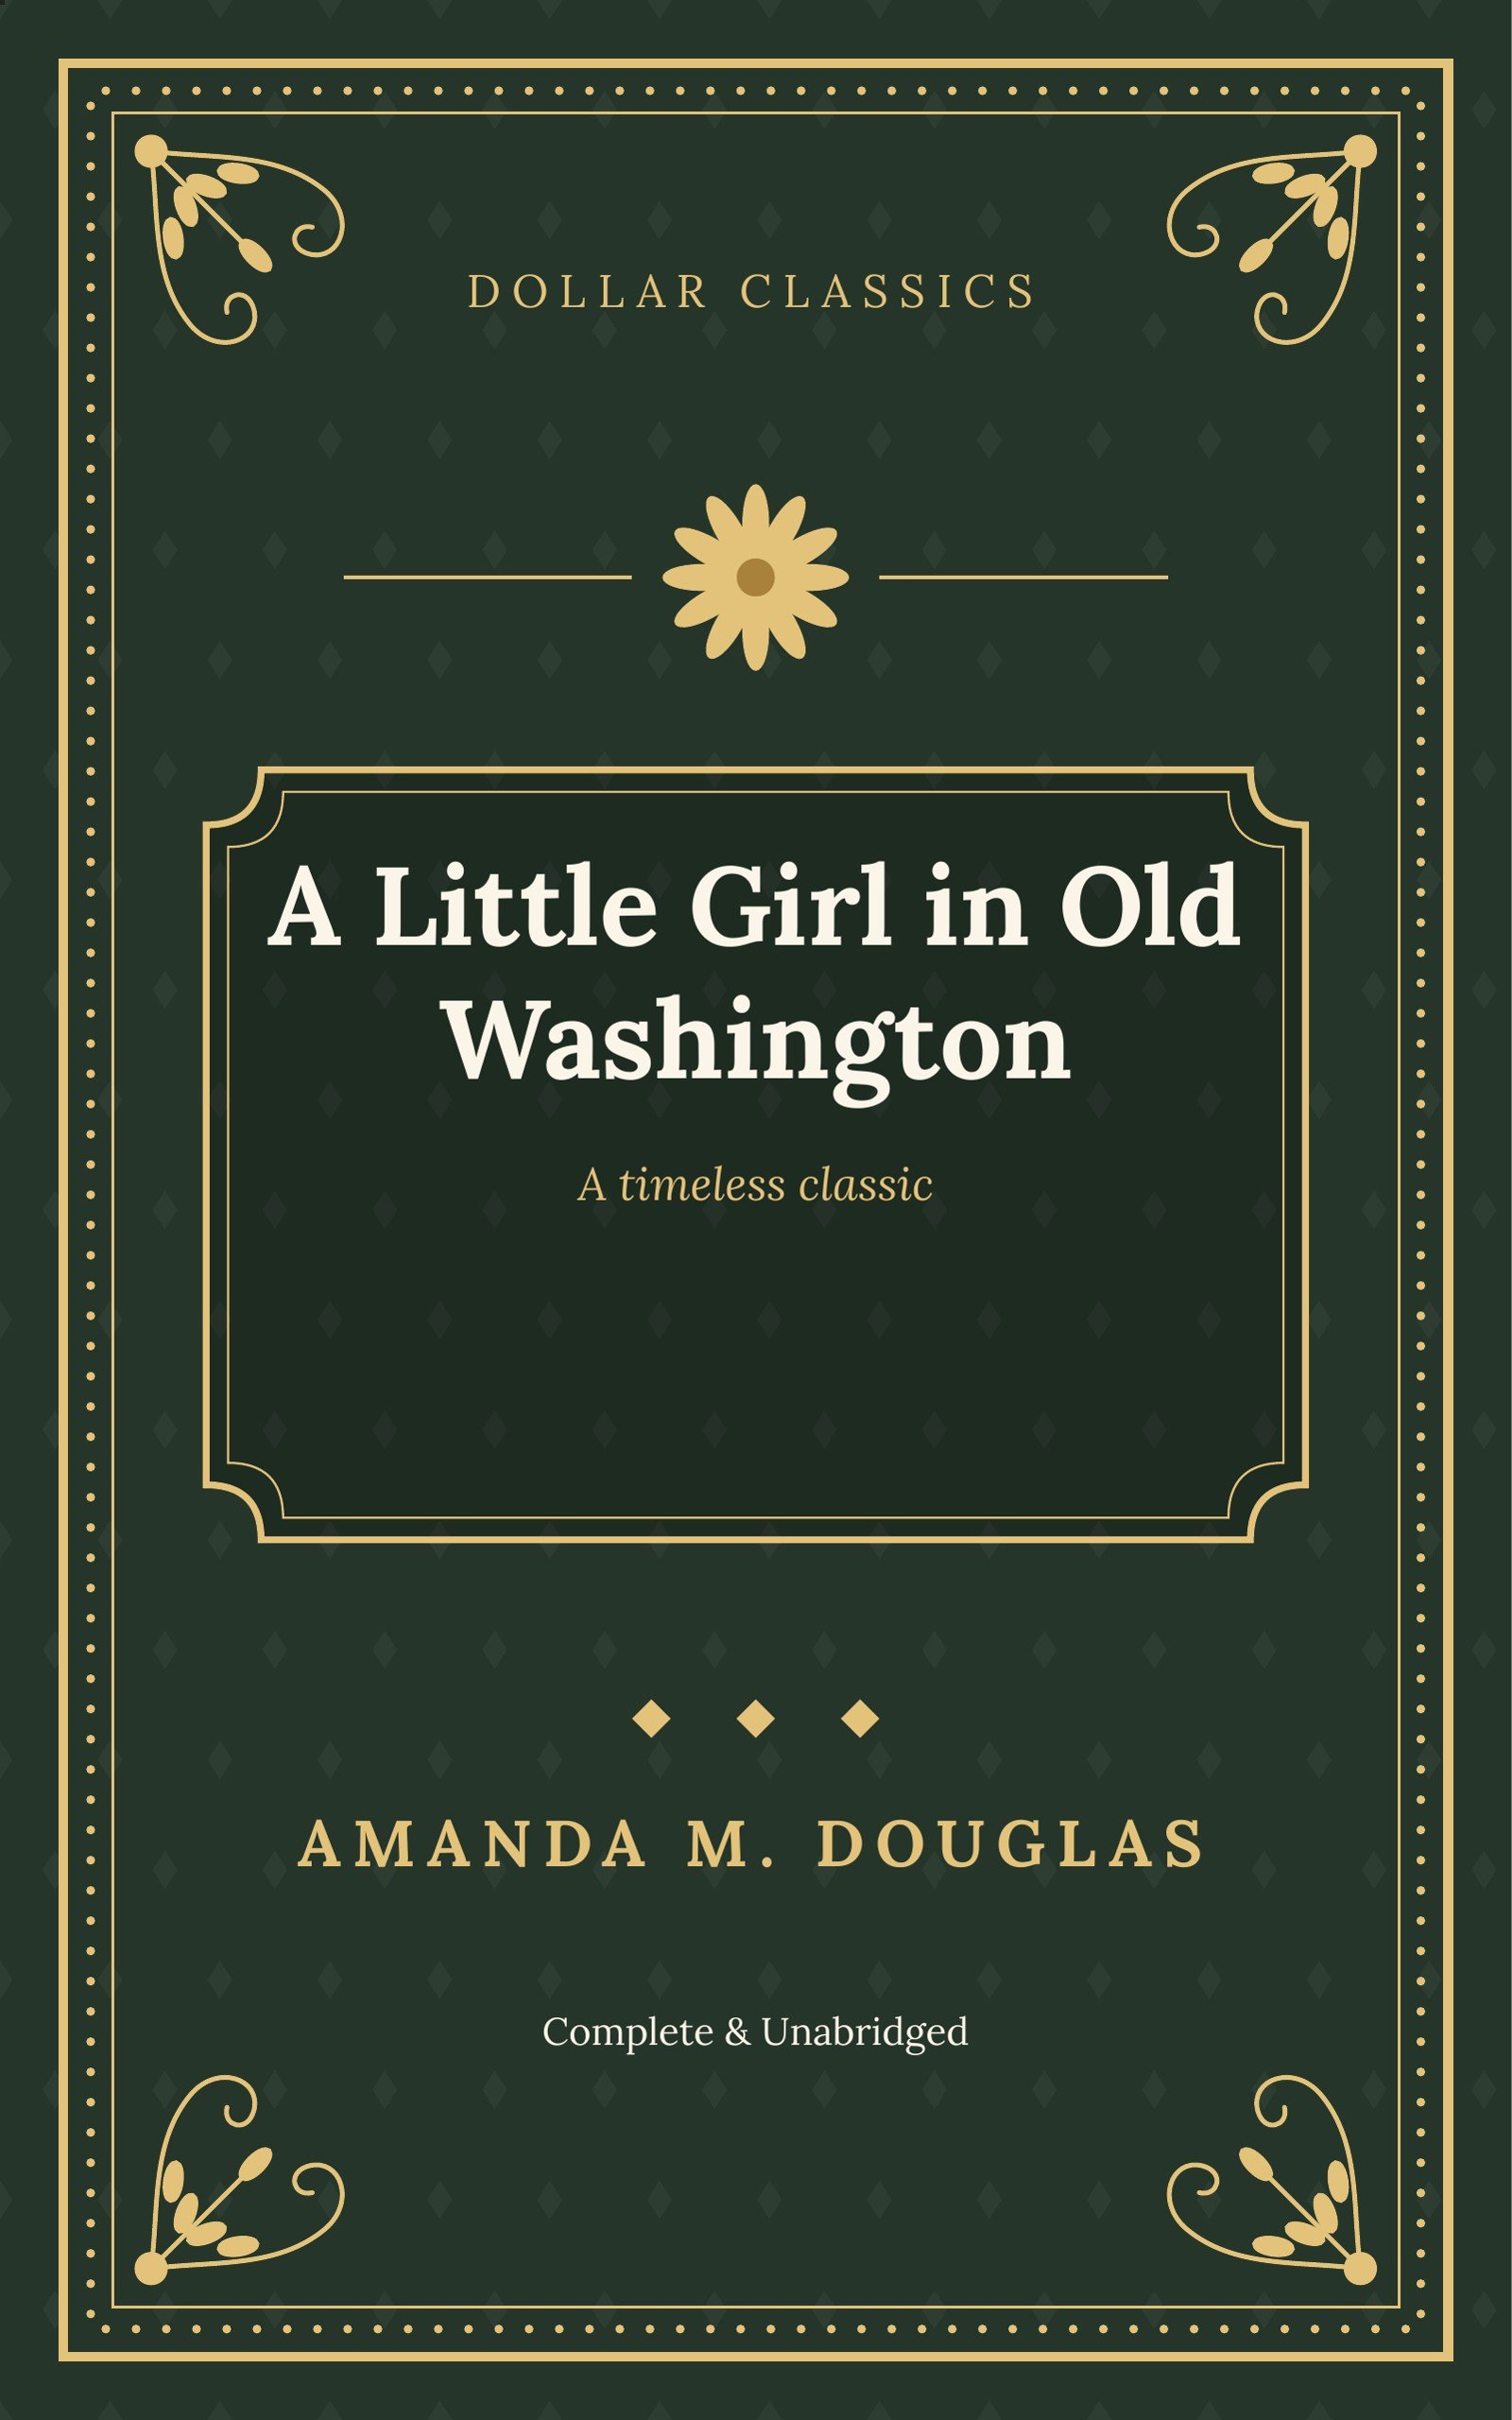 DOLLAR CLASSICS
A Little Girl in Old
Washington
A timeless classic
AMANDA M. DOUGLAS
Complete & Unabridged